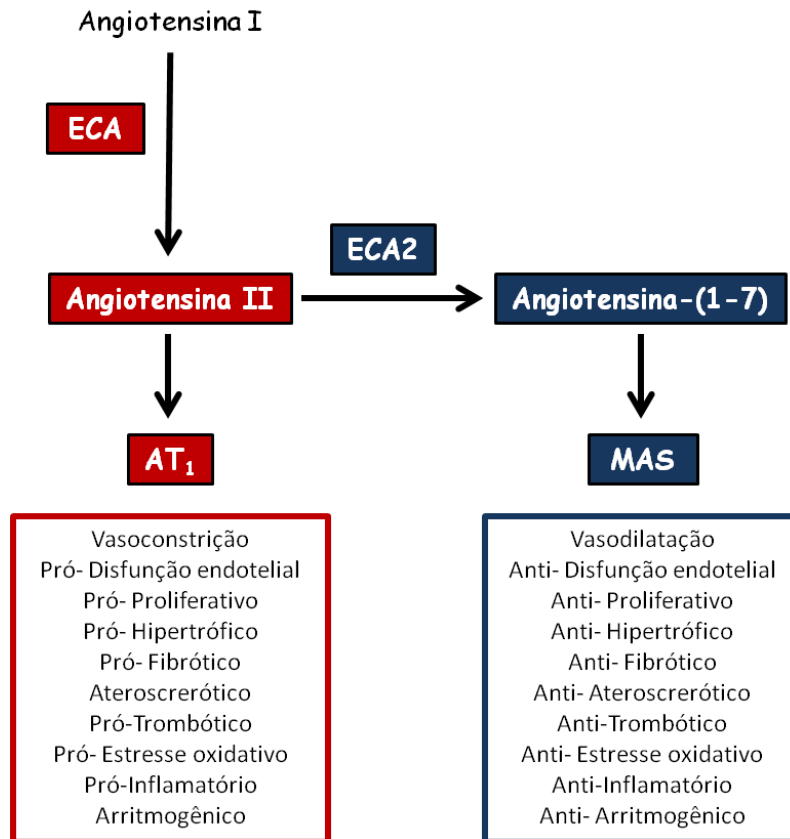 Angiotensina I
ECA
ECA2
Angiotensina II
Angiotensina-(1-7)
AT₁
MAS
Vasoconstrição
Pró- Disfunção endotelial
Pró- Proliferativo
Pró- Hipertrófico
Pró- Fibrótico
Ateroscrerótico
Pró-Trombótico
Pró- Estresse oxidativo
Pró-Inflamatório
Arritmogênico
Vasodilatação
Anti- Disfunção endotelial
Anti- Proliferativo
Anti- Hipertrófico
Anti- Fibrótico
Anti- Ateroscrerótico
Anti-Trombótico
Anti- Estresse oxidativo
Anti-Inflamatório
Anti- Arritmogênico